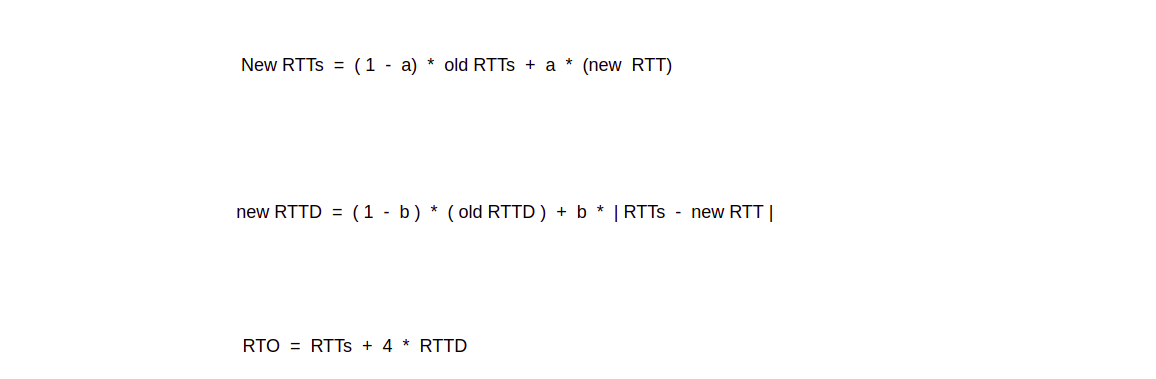 New RTTs = ( 1 - a) * old RTTs + a * (new RTT)
new RTTD = ( 1 - b ) * ( old RTTD ) + b * | RTTs - new RTT |
RTO = RTTs + 4 * RTTD